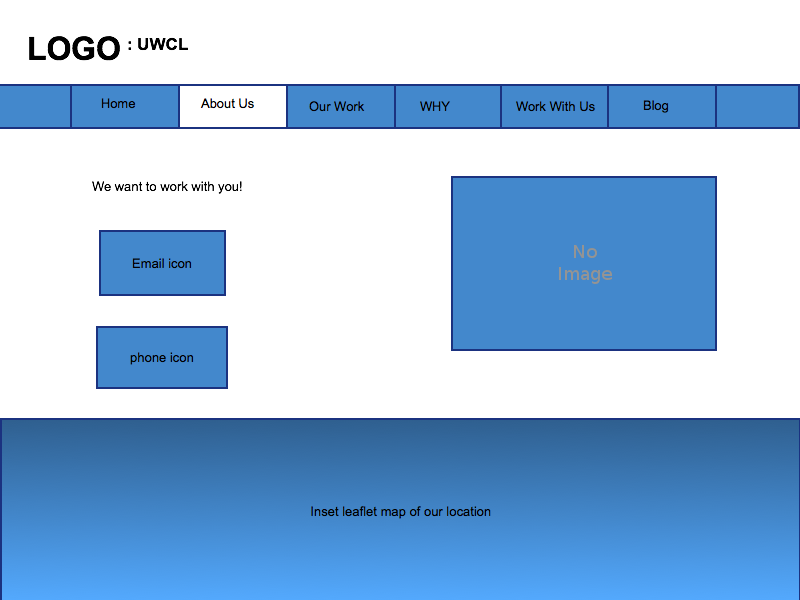 LOGO : UWCL
Home About Us Our Work WHY Work With Us Blog
We want to work with you!
Email icon
phone icon
No
Image
Inset leaflet map of our location